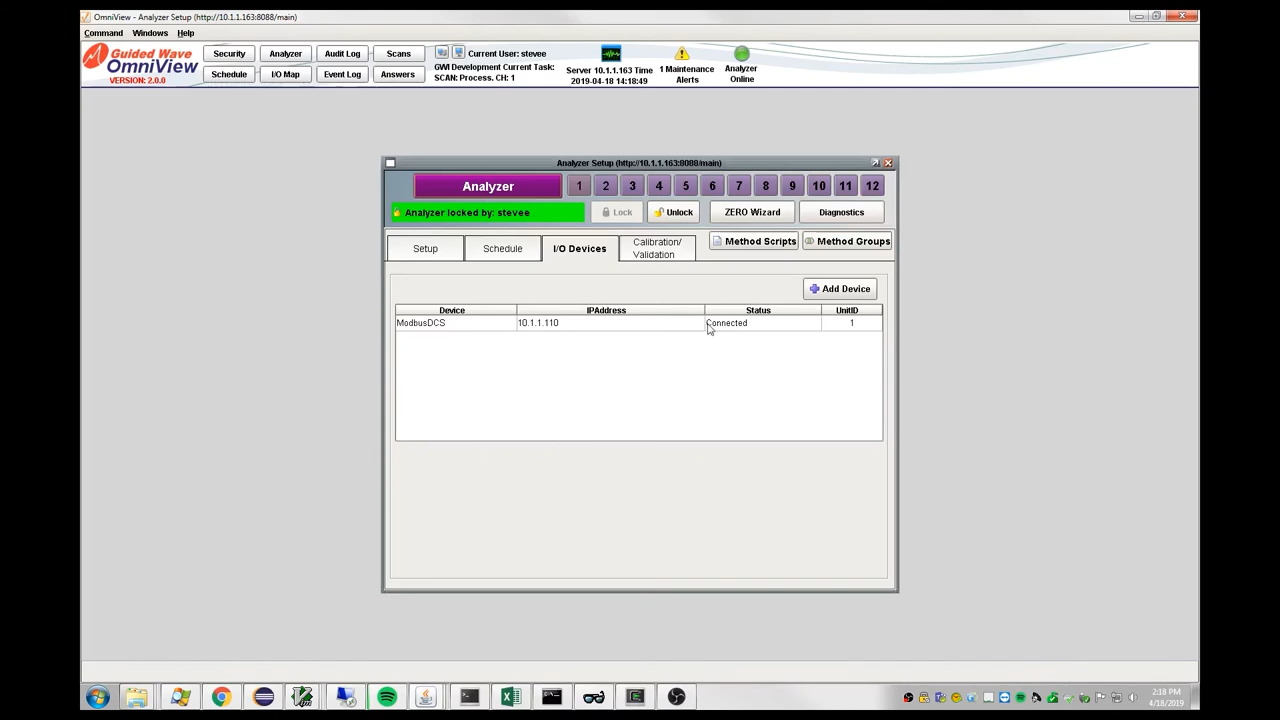 OmniView - Analyzer Setup (http://10.1.1.163:8088/main)
Command Windows Help
Guided Wave
OmniView
VERSION: 2.0.0
Security Analyzer Audit Log Scans
Schedule I/O Map Event Log Answers
Current User: stevee
GWI Development Current Task:
SCAN: Process. CH: 1
Server 10.1.1.163 Time
2019-04-18 14:18:49
1 Maintenance
Alerts
Analyzer
Online
Analyzer Setup (http://10.1.1.163:8088/main)
Analyzer 1 2 3 4 5 6 7 8 9 10 11 12
Analyzer locked by: stevee Lock Unlock ZERO Wizard Diagnostics
Setup Schedule I/O Devices
Calibration/
Validation
Method Scripts Method Groups
Add Device
Device IPAddress Status UnitID
ModbusDCS 10.1.1.110 Connected 1
2:18 PM
4/18/2019